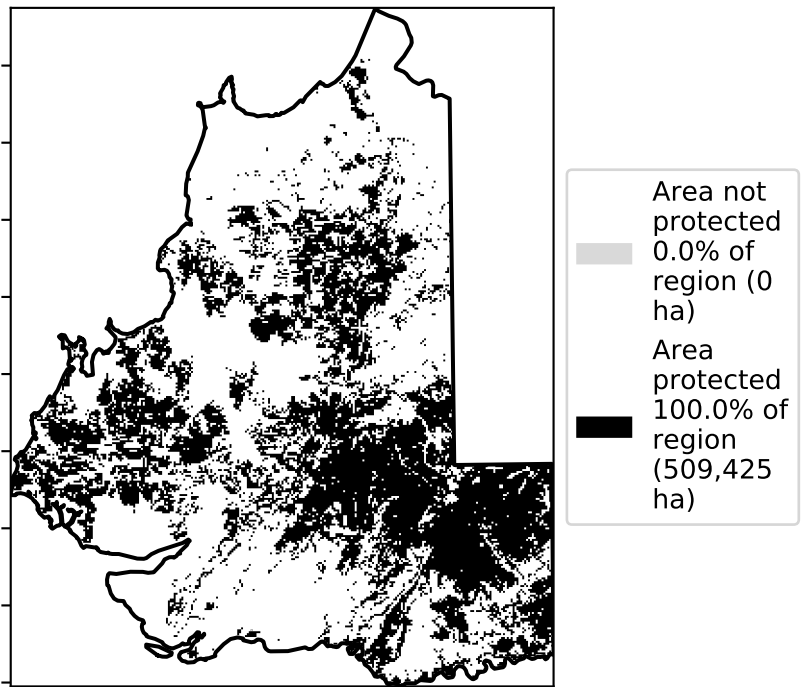 Area not
protected
0.0% of
region (0
ha)
Area
protected
100.0% of
region
(509,425
ha)